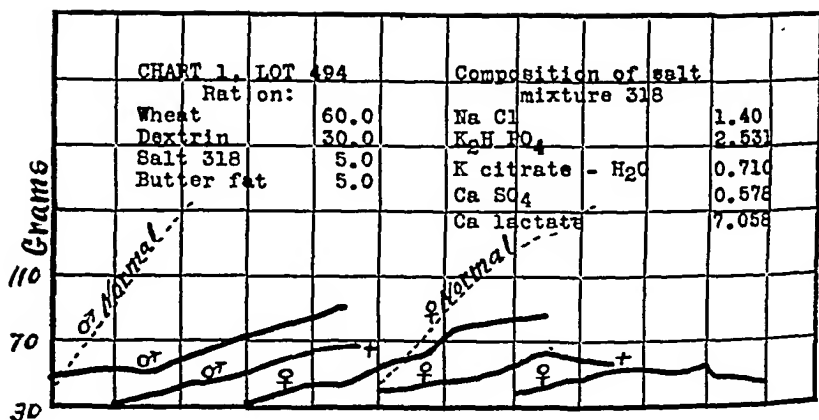 CHART 1, LOT 494
Rat on:
Wheat 60.0
Dextrin 30.0
Salt 318 5.0
Butter fat 5.0
Composition of salt
mixture 318
Na Cl 1.40
K2H PO4 2.531
K citrate - H2O 0.710
Ca SO4 0.578
Ca lactate 7.058
Grams
110
70
30
♂ Normal
♀ Normal
♂
♂ +
♀
♀ +
♀